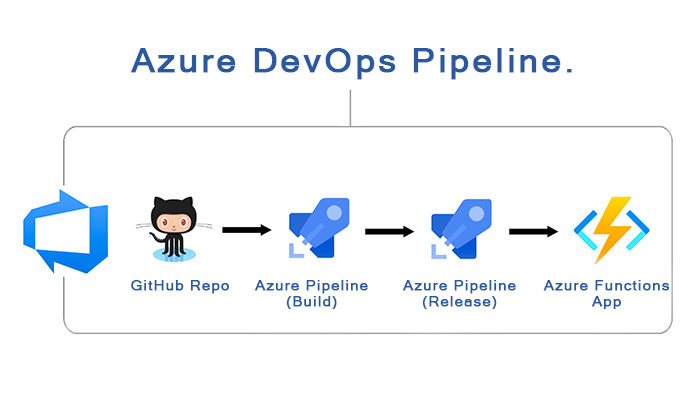 Azure DevOps Pipeline.
GitHub Repo
Azure Pipeline
(Build)
Azure Pipeline
(Release)
Azure Functions
App